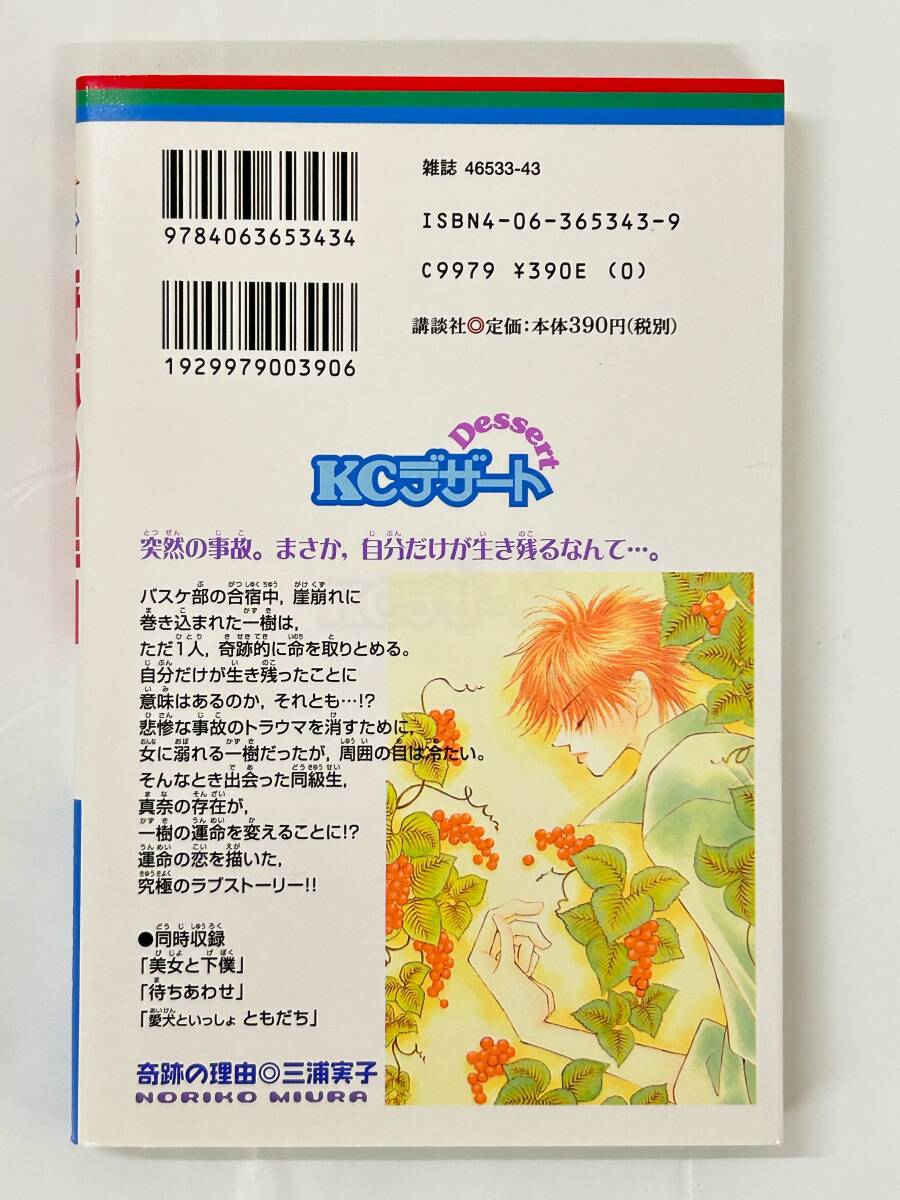 9784063653434
1929979003906
雑誌 46533-43
ISBN4-06-365343-9
C9979 ¥390E (0)
講談社◎定価:本体390円(税別)
Dessert
KCデザート
突然の事故。まさか,自分だけが生き残るなんて…。
バスケ部の合宿中,崖崩れに
巻き込まれた一樹は,
ただ1人,奇跡的に命を取りとめる。
自分だけが生き残ったことに
意味はあるのか,それとも…!?
悲惨な事故のトラウマを消すために,
女に溺れる一樹だったが,周囲の目は冷たい。
そんなとき出会った同級生,
真奈の存在が,
一樹の運命を変えることに!?
運命の恋を描いた,
究極のラブストーリー!!
●同時収録
「美女と下僕」
「待ちあわせ」
「愛犬といっしょ ともだち」
奇跡の理由◎三浦実子
NORIKO MIURA